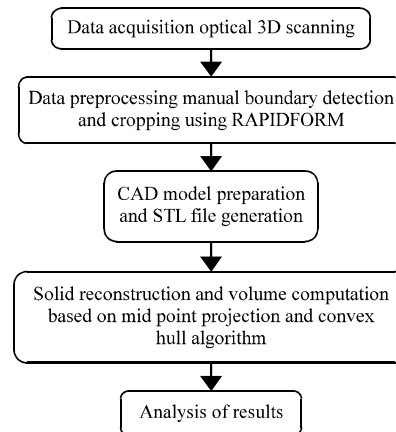 Data acquisition optical 3D scanning
Data preprocessing manual boundary detection
and cropping using RAPIDFORM
CAD model preparation
and STL file generation
Solid reconstruction and volume computation
based on mid point projection and convex
hull algorithm
Analysis of results